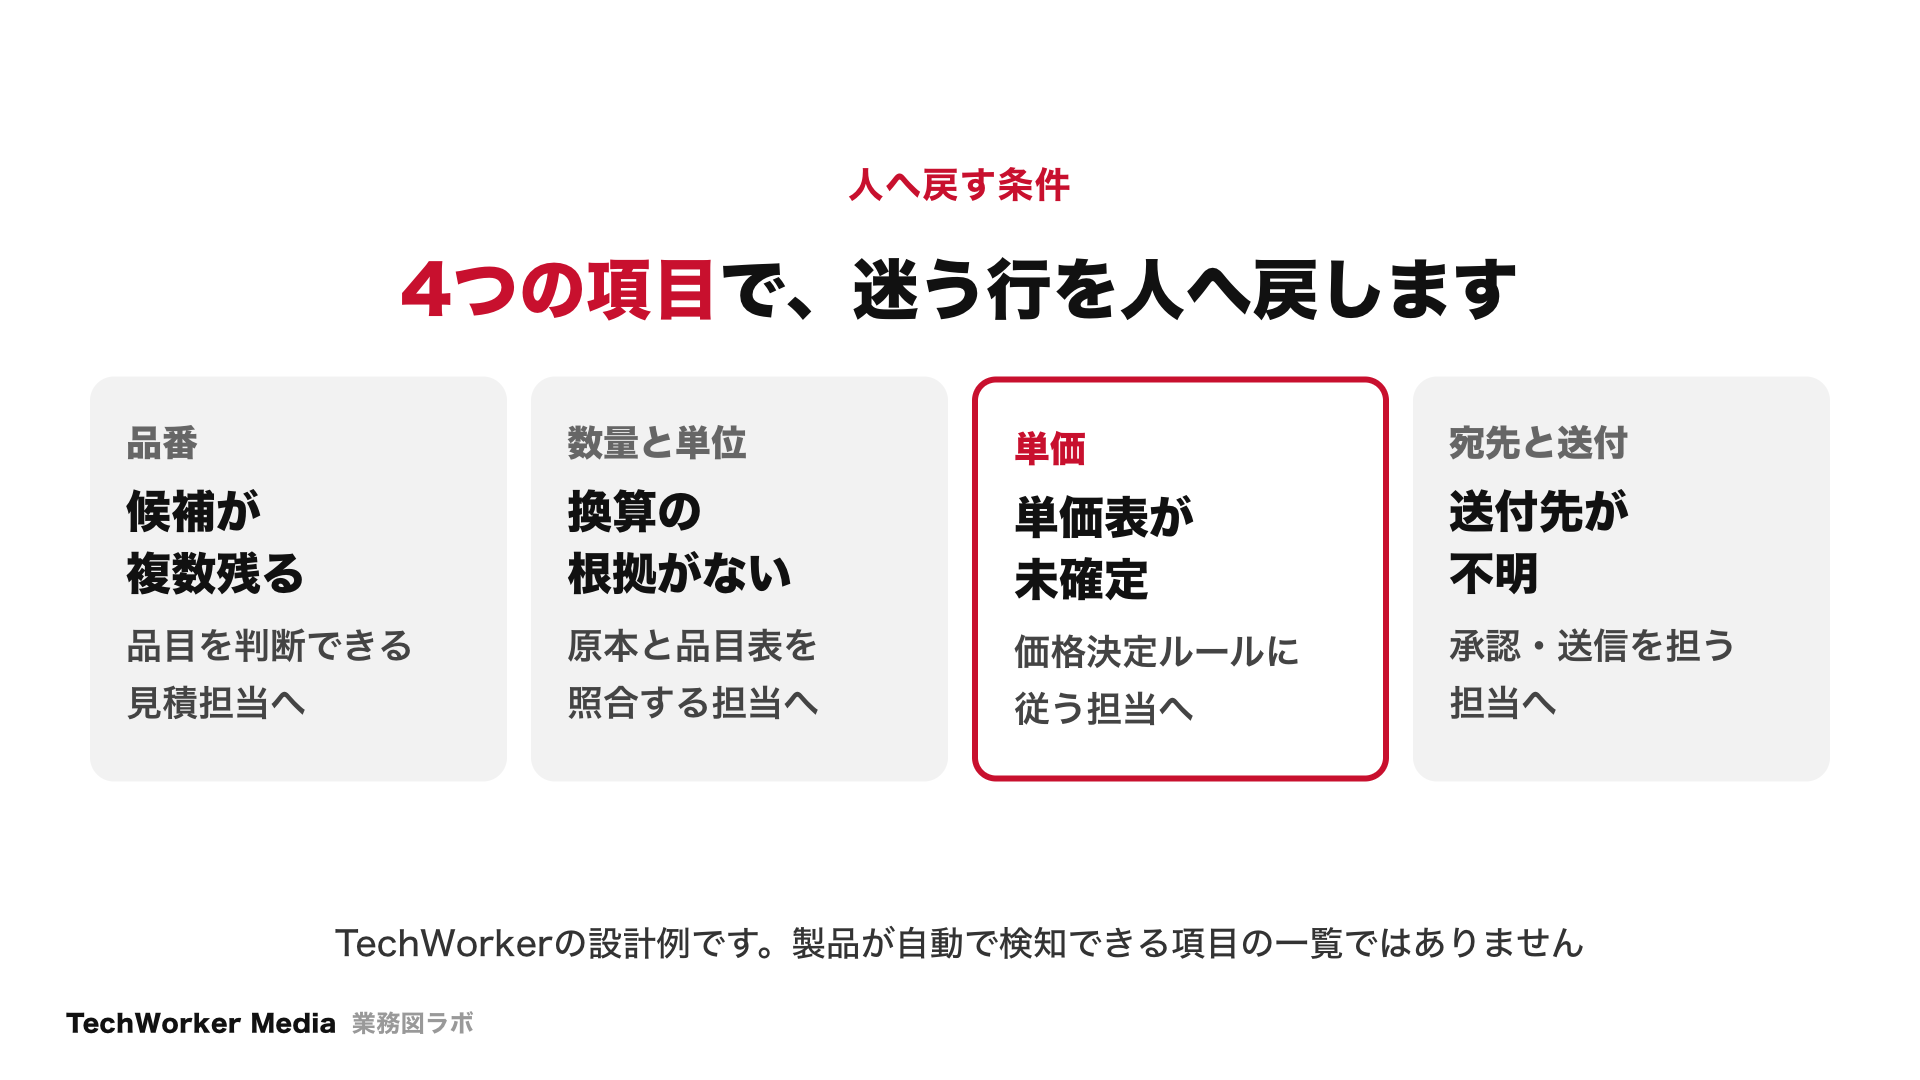 人へ戻す条件
4つの項目で、迷う行を人へ戻します
品番
候補が
複数残る
品目を判断できる
見積担当へ
数量と単位
換算の
根拠がない
原本と品目表を
照合する担当へ
単価
単価表が
未確定
価格決定ルールに
従う担当へ
宛先と送付
送付先が
不明
承認・送信を担う
担当へ
TechWorkerの設計例です。製品が自動で検知できる項目の一覧ではありません
TechWorker Media 業務図ラボ